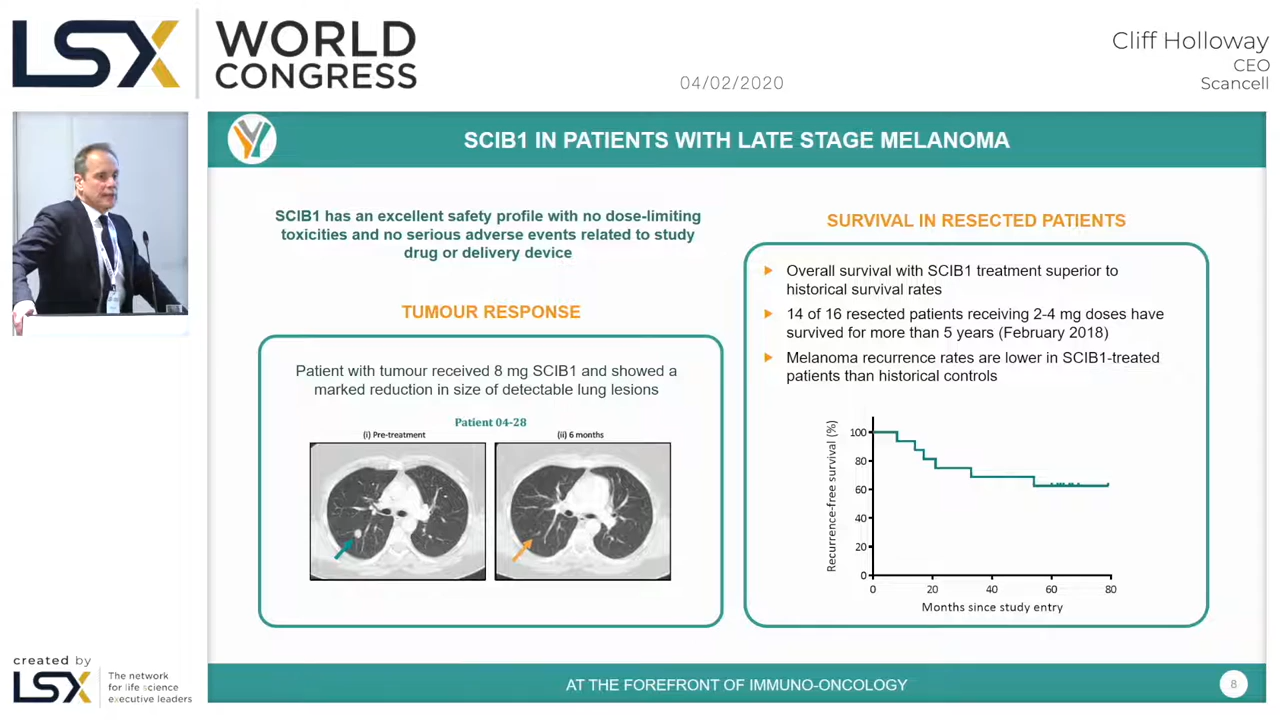 LSX
WORLD
CONGRESS
04/02/2020
Cliff Holloway
CEO
Scancell
SCIB1 IN PATIENTS WITH LATE STAGE MELANOMA
SCIB1 has an excellent safety profile with no dose-limiting
toxicities and no serious adverse events related to study
drug or delivery device
TUMOUR RESPONSE
Patient with tumour received 8 mg SCIB1 and showed a
marked reduction in size of detectable lung lesions
Patient 04-28
(i) Pre-treatment
(ii) 6 months
SURVIVAL IN RESECTED PATIENTS
Overall survival with SCIB1 treatment superior to
historical survival rates
14 of 16 resected patients receiving 2-4 mg doses have
survived for more than 5 years (February 2018)
Melanoma recurrence rates are lower in SCIB1-treated
patients than historical controls
Recurrence-free survival (%)
100
80
60
40
20
0
0 20 40 60 80
Months since study entry
created by
LSX
The network
for life science
executive leaders
AT THE FOREFRONT OF IMMUNO-ONCOLOGY
8